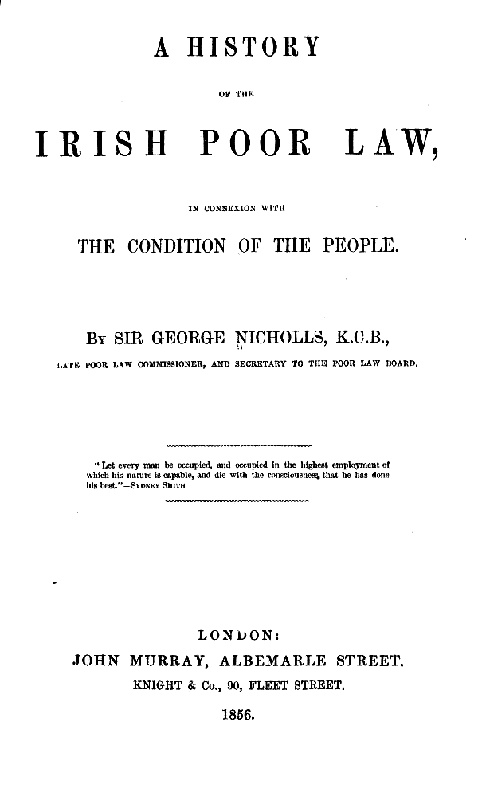 A HISTORY
OF THE
IRISH POOR LAW,
IN CONNEXION WITH
THE CONDITION OF THE PEOPLE.
BY SIR GEORGE NICHOLLS, K.C.B.,
LATE POOR LAW COMMISSIONER, AND SECRETARY TO THE POOR LAW BOARD.
"Let every man be occupied, and occupied in the highest employment of
which his nature is capable, and die with the consciousness that he has done
his best."—SYDNEY SMITH
LONDON:
JOHN MURRAY, ALBEMARLE STREET.
KNIGHT & Co., 90, FLEET STREET.
1856.